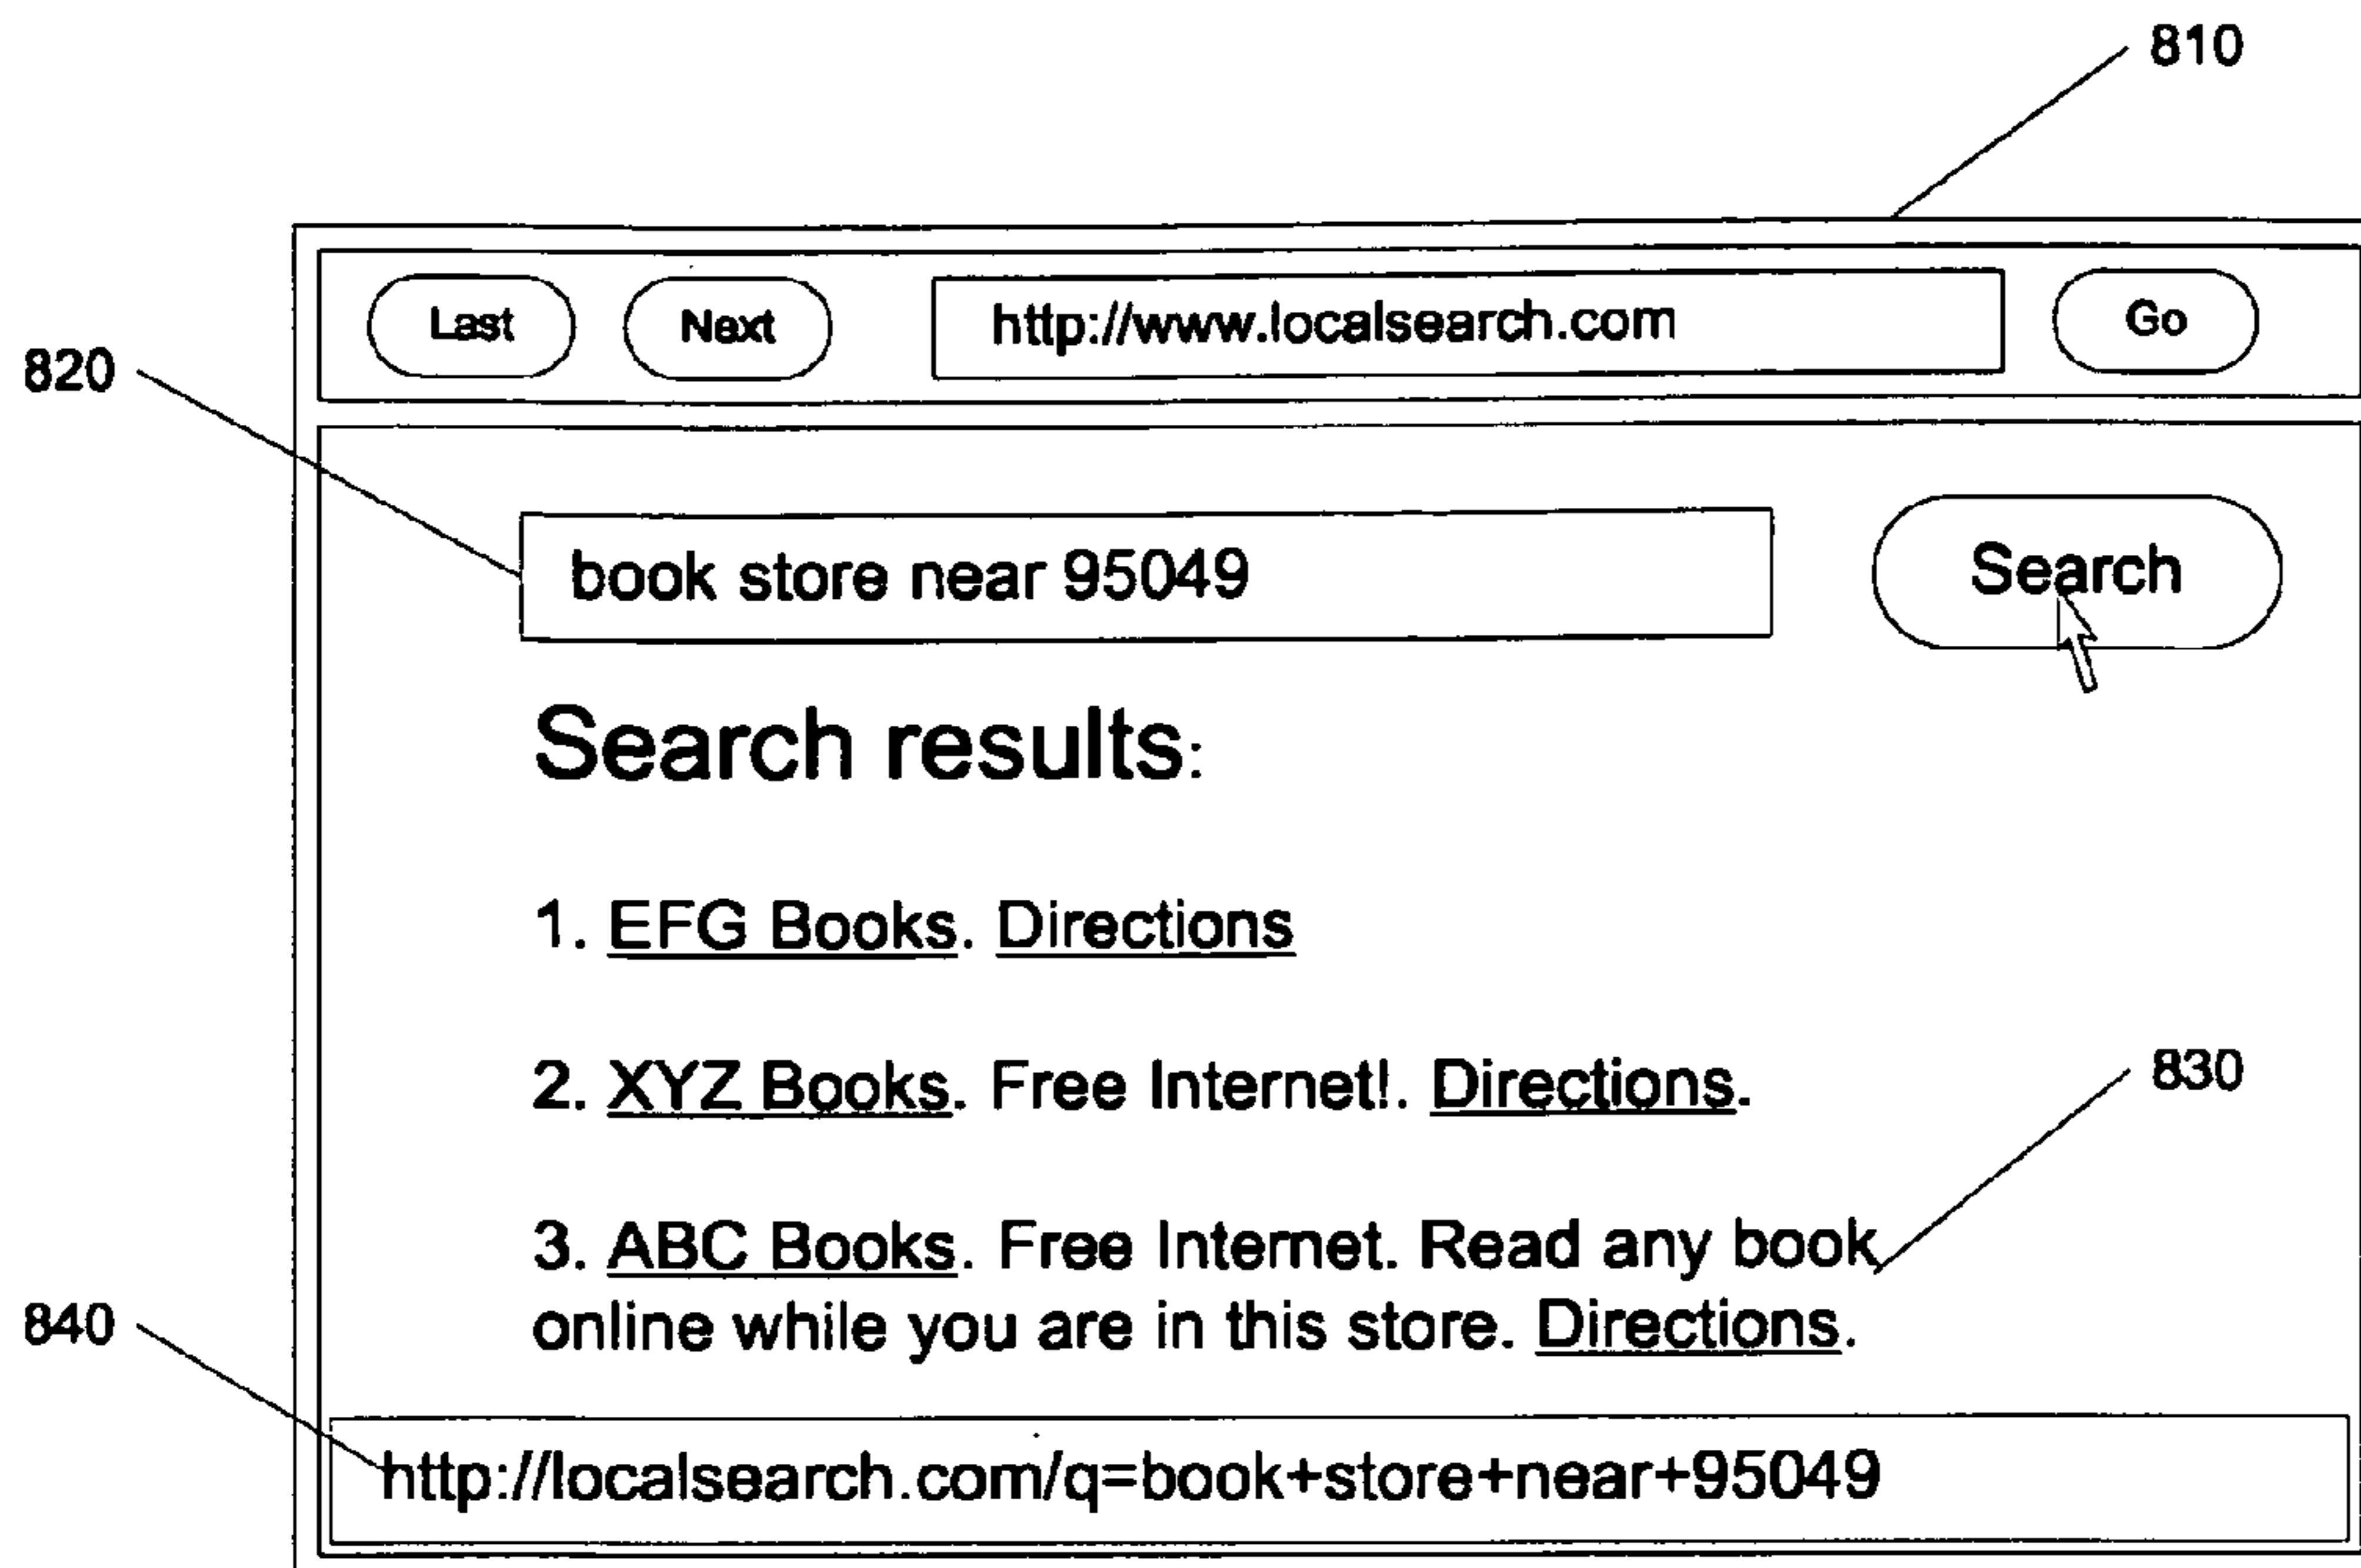 810
Last Next http://www.localsearch.com Go
820
book store near 95049 Search
Search results:
1. EFG Books. Directions
2. XYZ Books. Free Internet!. Directions.
830
3. ABC Books. Free Internet. Read any book
online while you are in this store. Directions.
840
http://localsearch.com/q=book+store+near+95049